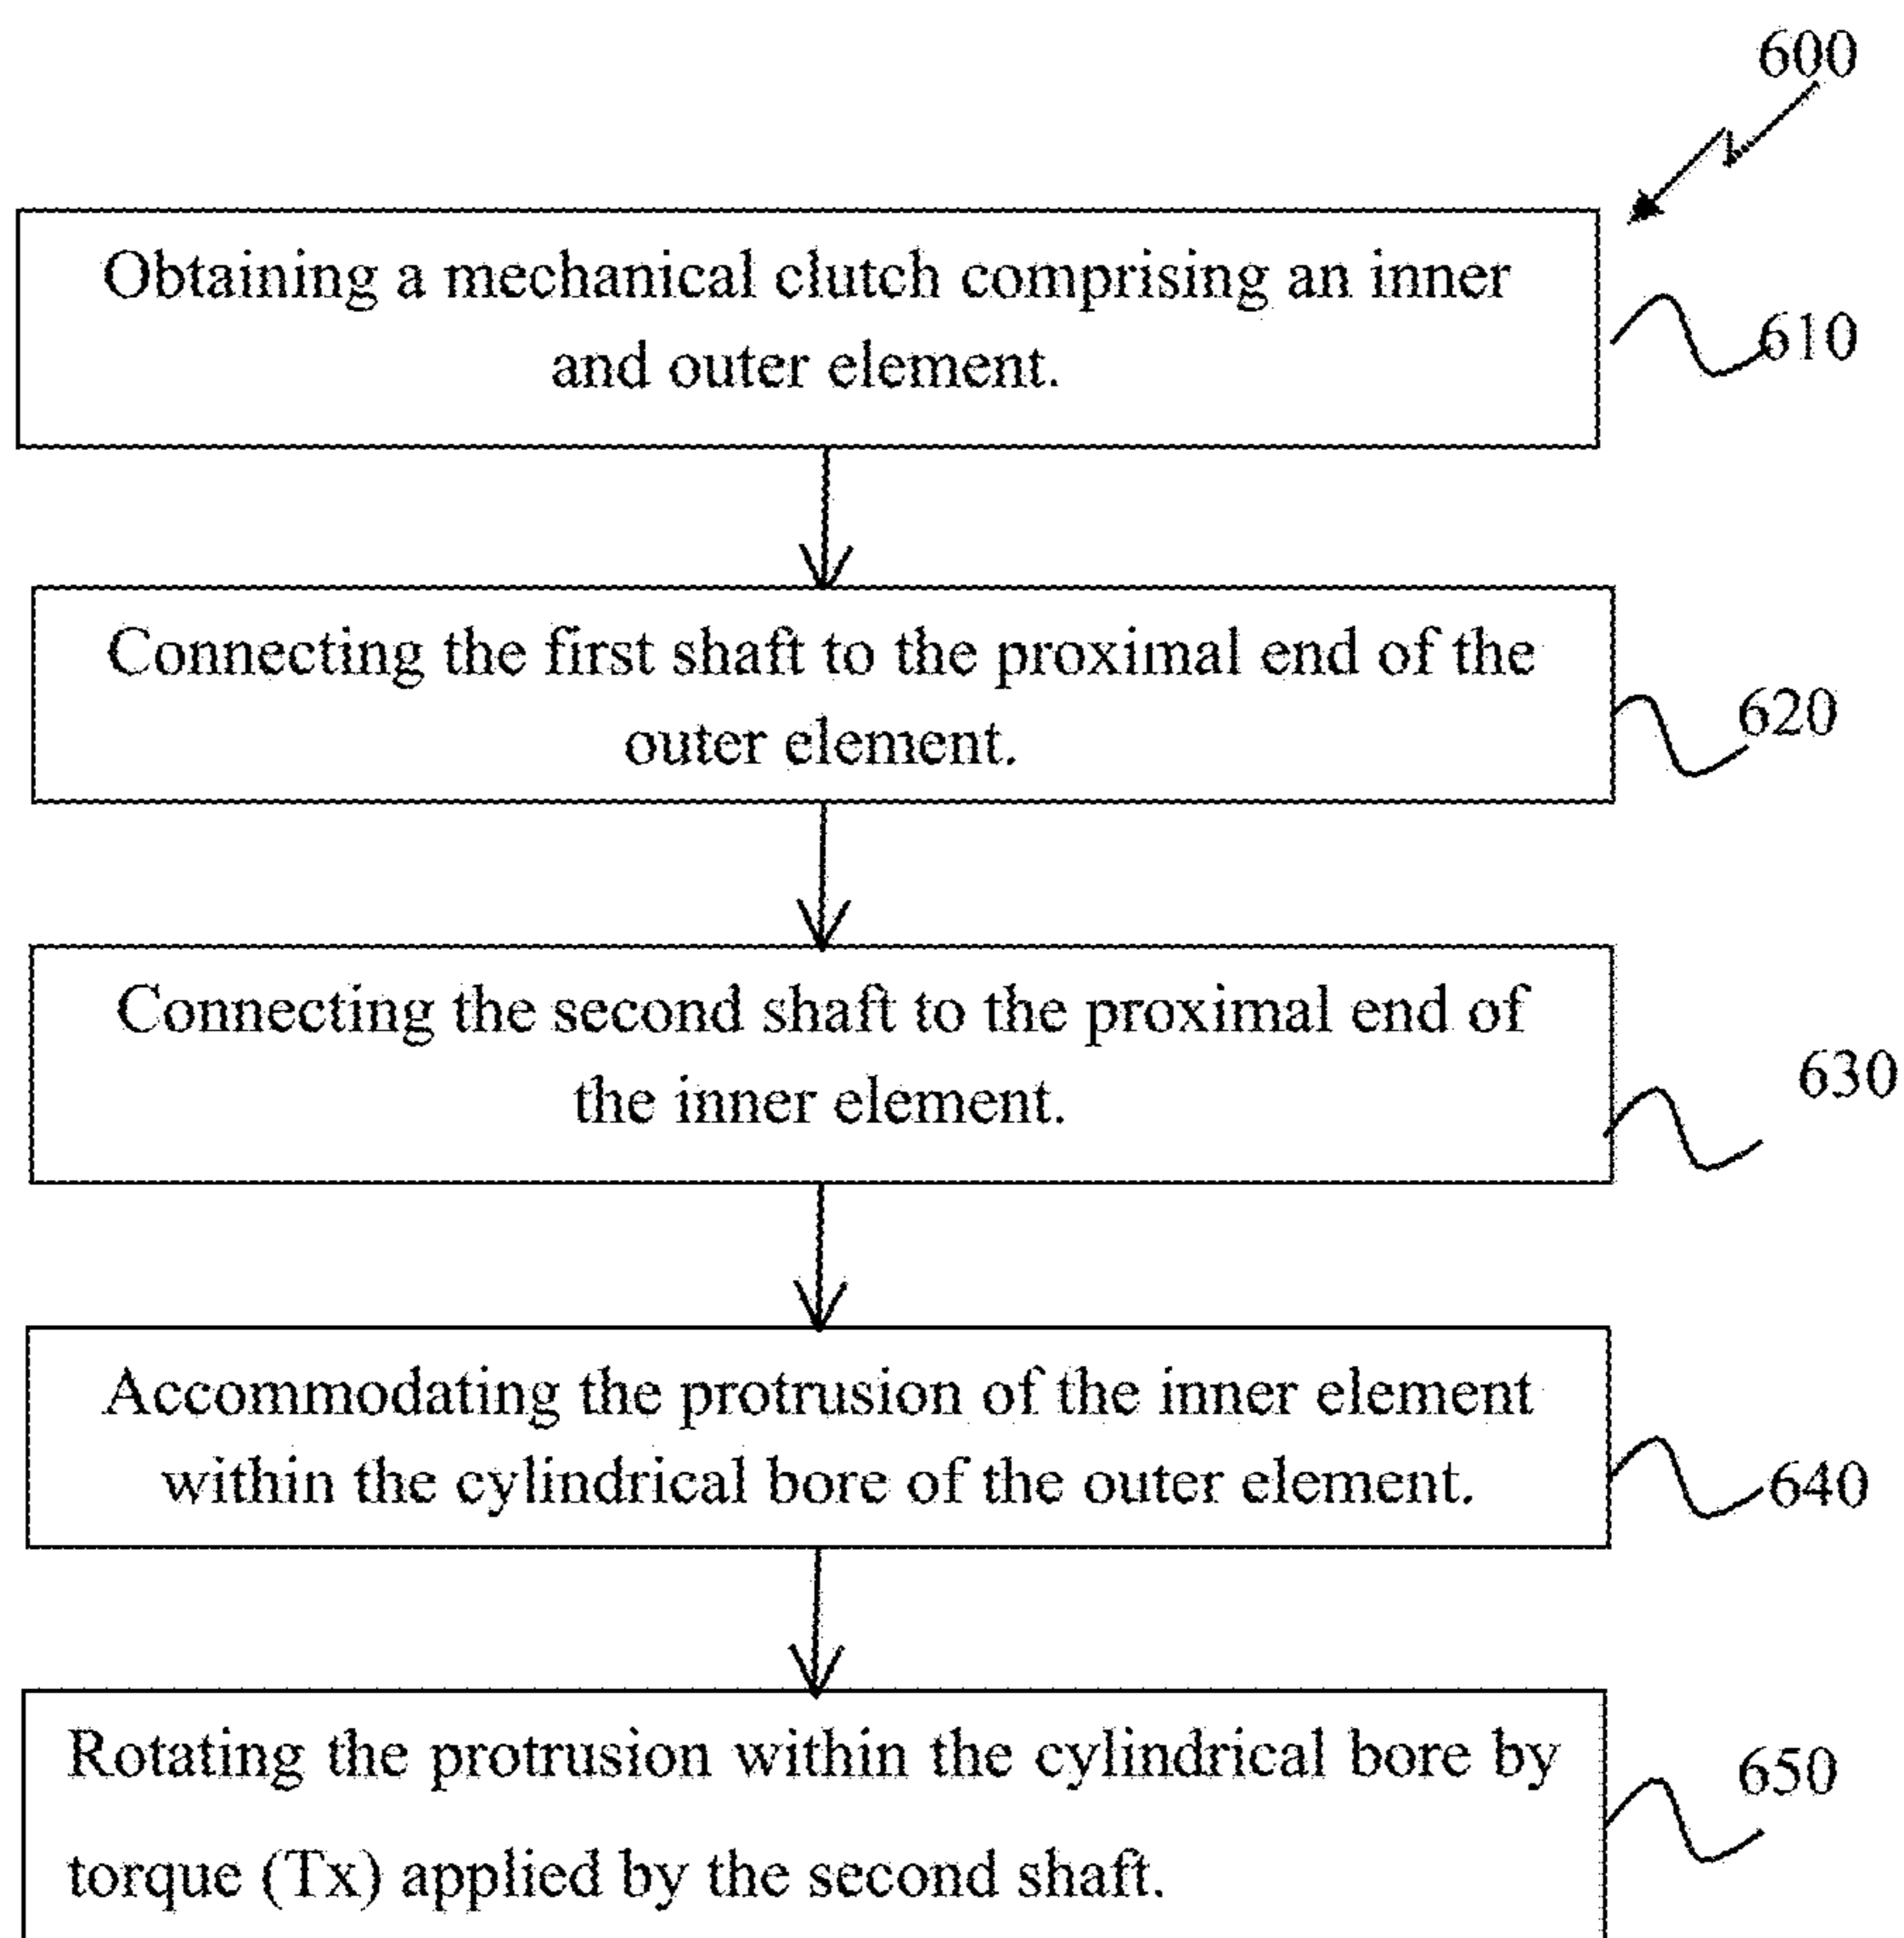 600
Obtaining a mechanical clutch comprising an inner
and outer element.
610
Connecting the first shaft to the proximal end of the
outer element.
620
Connecting the second shaft to the proximal end of
the inner element.
630
Accommodating the protrusion of the inner element
within the cylindrical bore of the outer element.
640
Rotating the protrusion within the cylindrical bore by
torque (Tx) applied by the second shaft.
650